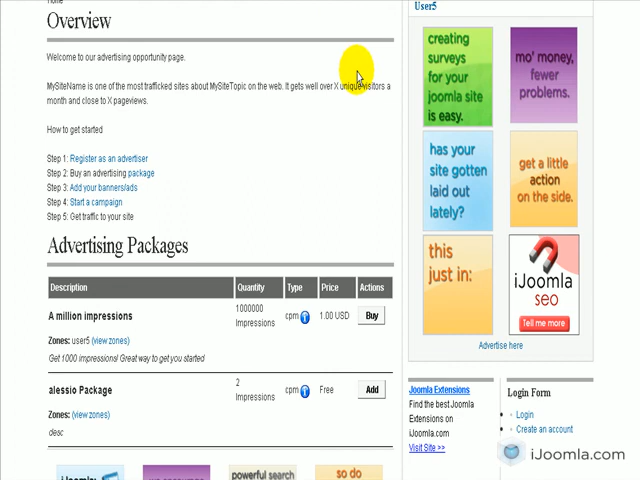 Home
Overview
Welcome to our advertising opportunity page.
MySiteName is one of the most trafficked sites about MySiteTopic on the web. It gets well over X unique visitors a
month and close to X pageviews.
How to get started
Step 1: Register as an advertiser
Step 2: Buy an advertising package
Step 3: Add your banners/ads
Step 4: Start a campaign
Step 5: Get traffic to your site
Advertising Packages
Description Quantity Type Price Actions
A million impressions 1000000 Impressions cpm 1.00 USD Buy
Zones: user5 (view zones)
Get 1000 impressions! Great way to get you started
alessio Package 2 Impressions cpm Free Add
Zones: (view zones)
desc
iJoomla!
powerful search
so do
User5
creating
surveys
for your
joomla site
is easy.
mo' money,
fewer
problems.
has your
site gotten
laid out
lately?
get a little
action
on the side.
this
just in:
iJoomla
seo
Tell me more
Advertise here
Joomla Extensions
Find the best Joomla
Extensions on
iJoomla.com
Visit Site >>
Login Form
Login
Create an account
iJoomla.com